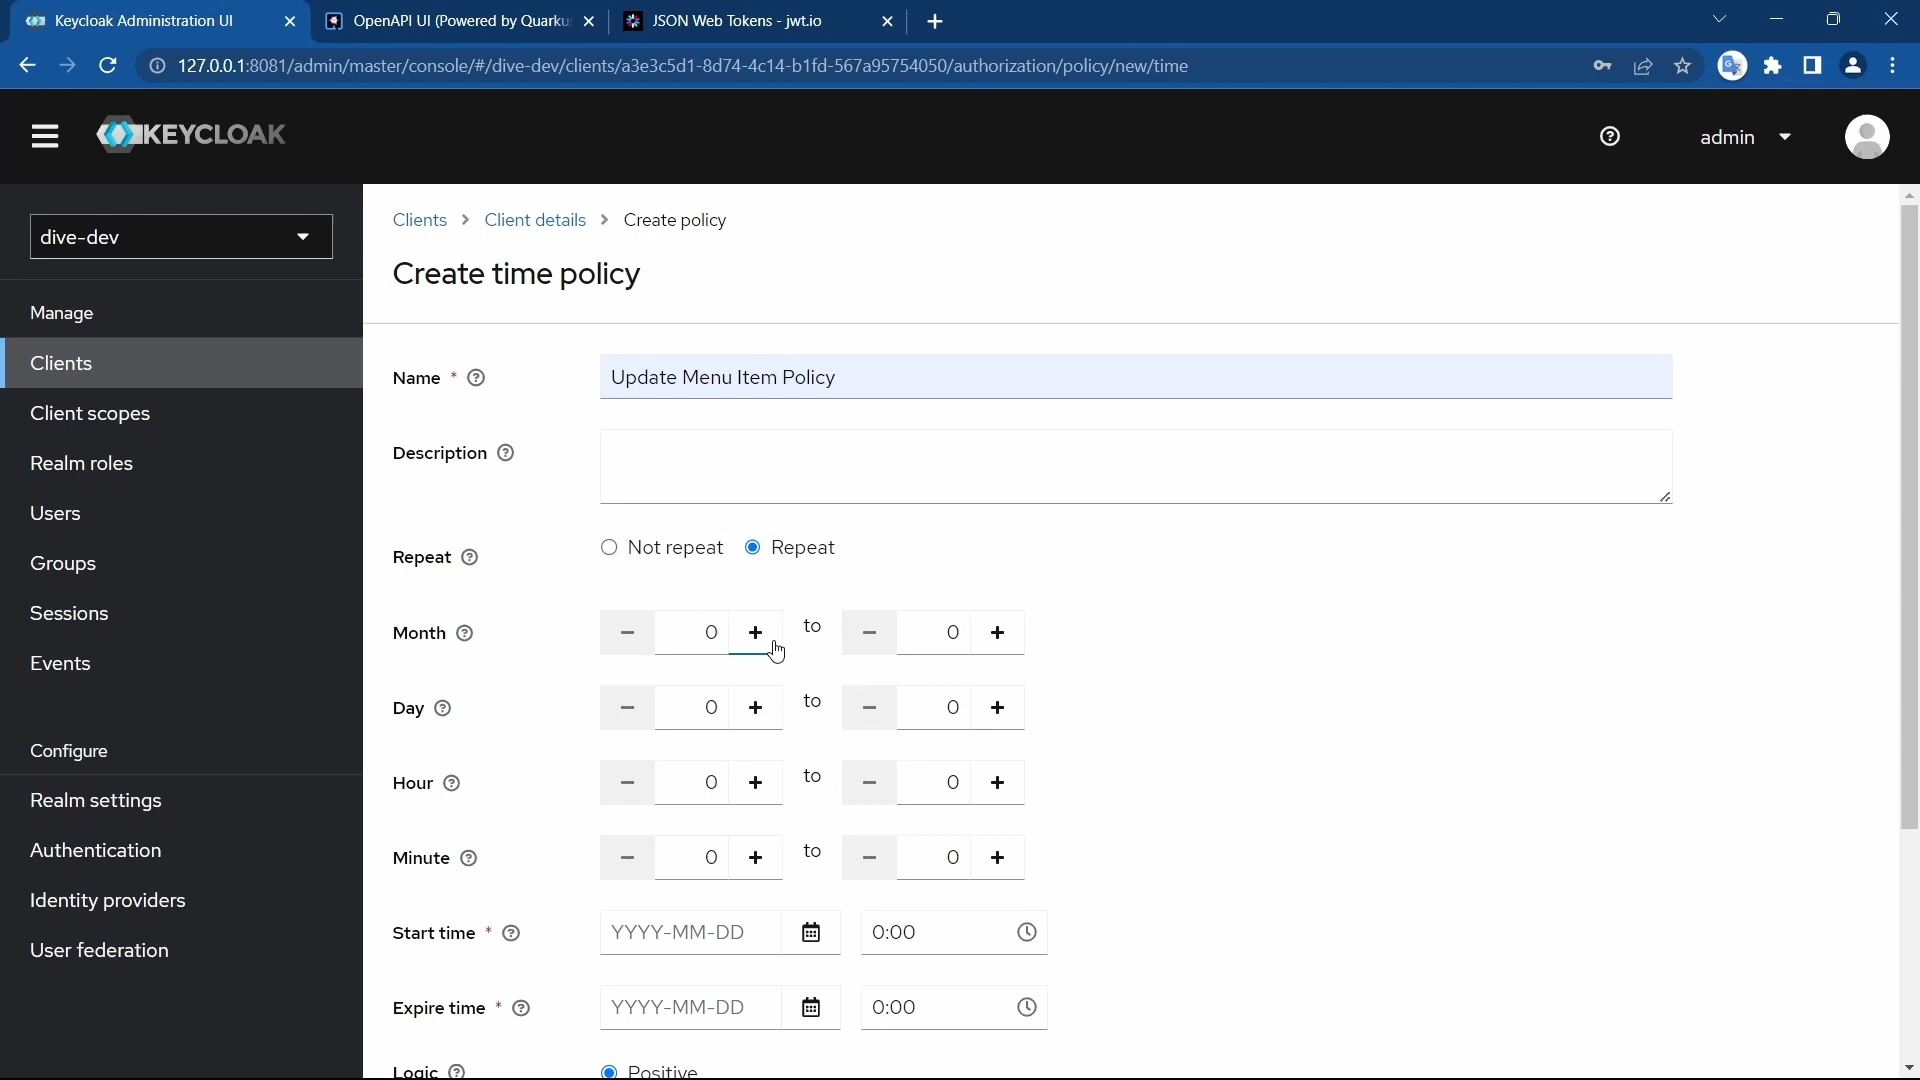 Keycloak Administration UI
OpenAPI UI (Powered by Quarku
JSON Web Tokens - jwt.io
127.0.0.1:8081/admin/master/console/#/dive-dev/clients/a3e3c5d1-8d74-4c14-b1fd-567a95754050/authorization/policy/new/time
KEYCLOAK
admin
dive-dev
Manage
Clients
Client scopes
Realm roles
Users
Groups
Sessions
Events
Configure
Realm settings
Authentication
Identity providers
User federation
Clients > Client details > Create policy
Create time policy
Name * Update Menu Item Policy
Description
Repeat Not repeat Repeat
Month − 0 + to − 0 +
Day − 0 + to − 0 +
Hour − 0 + to − 0 +
Minute − 0 + to − 0 +
Start time * YYYY-MM-DD 0:00
Expire time * YYYY-MM-DD 0:00
Logic Positive